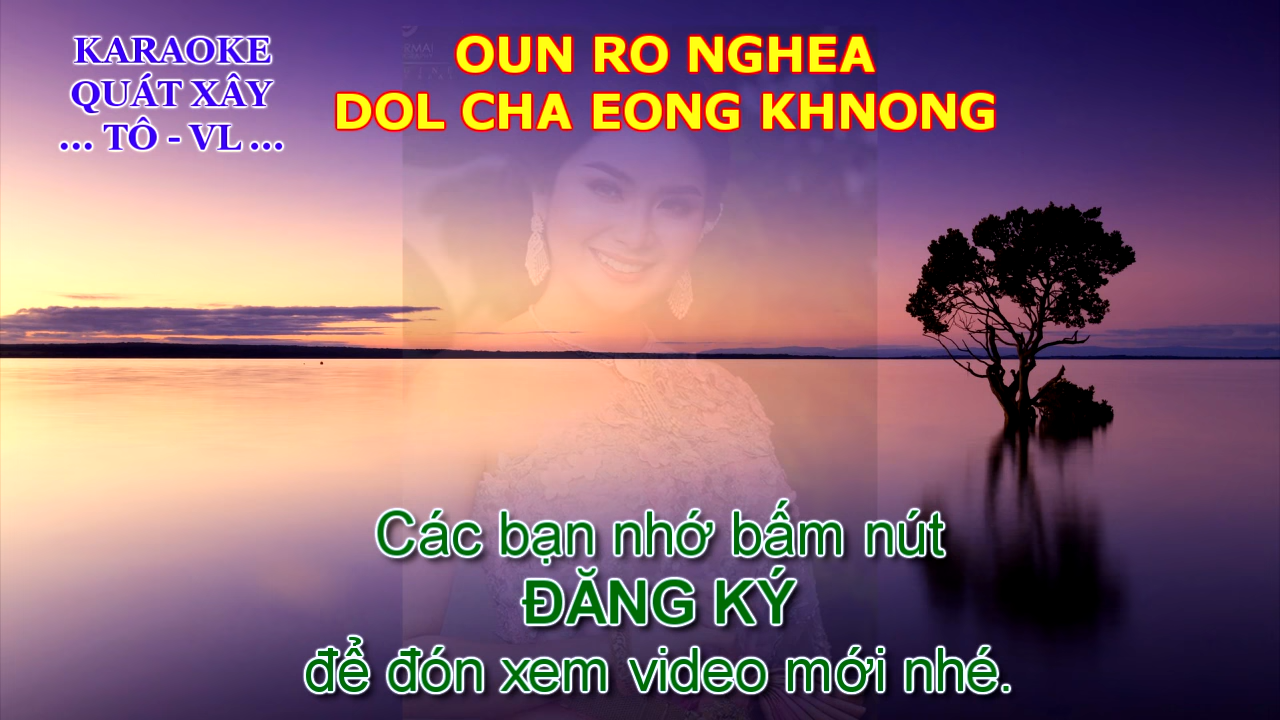 KARAOKE
QUÁT XÂY
... TÔ - VL ...
OUN RO NGHEA
DOL CHA EONG KHNONG
Các bạn nhớ bấm nút
ĐĂNG KÝ
để đón xem video mới nhé.